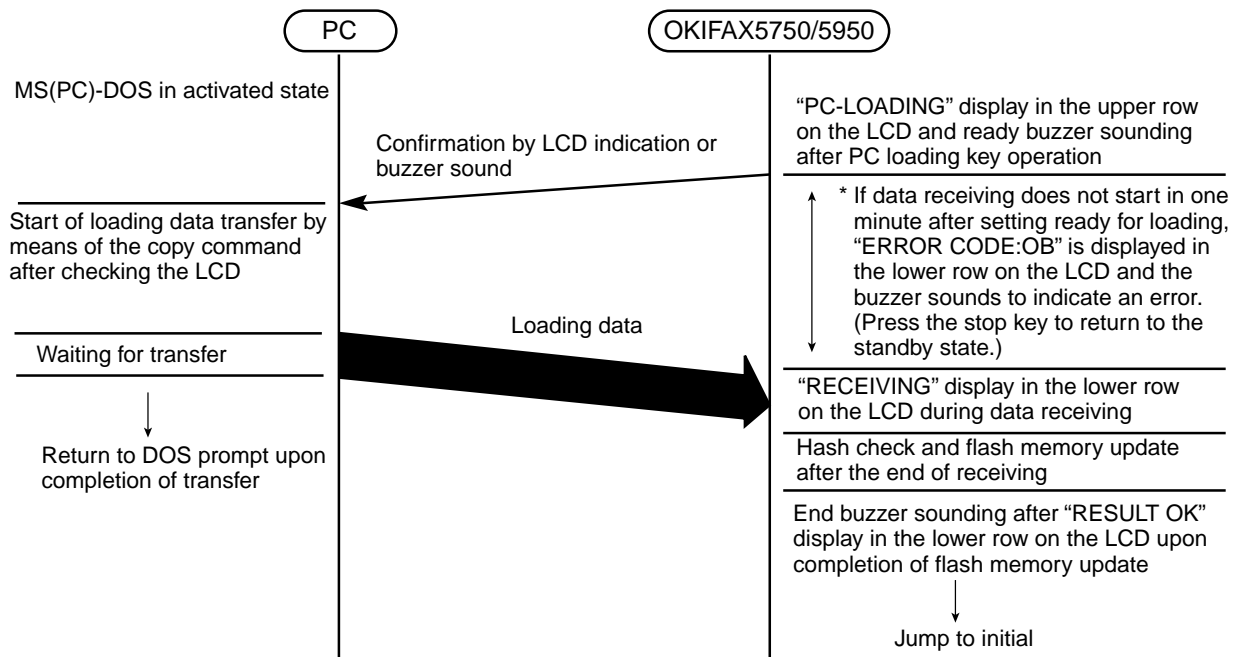 PC
OKIFAX5750/5950
MS(PC)-DOS in activated state
“PC-LOADING” display in the upper row
on the LCD and ready buzzer sounding
after PC loading key operation
Confirmation by LCD indication or
buzzer sound
* If data receiving does not start in one
minute after setting ready for loading,
“ERROR CODE:OB” is displayed in
the lower row on the LCD and the
buzzer sounds to indicate an error.
(Press the stop key to return to the
standby state.)
Start of loading data transfer by
means of the copy command
after checking the LCD
Loading data
Waiting for transfer
“RECEIVING” display in the lower row
on the LCD during data receiving
Return to DOS prompt upon
completion of transfer
Hash check and flash memory update
after the end of receiving
End buzzer sounding after “RESULT OK”
display in the lower row on the LCD upon
completion of flash memory update
Jump to initial